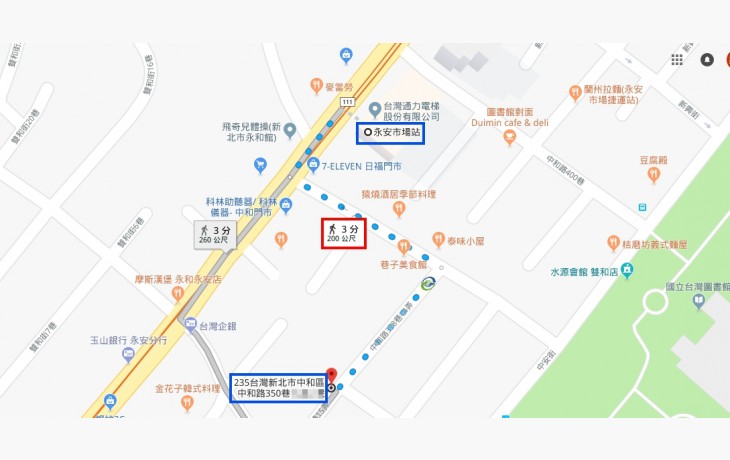 雙和街
雙和街16巷
雙和街20巷
麥當勞
111
台灣通力電梯
股份有限公司
飛奇兒體操(新
北市永和館)
永安市場站
圖書館對面
Duimin cafe & deli
蘭州拉麵(永安
市場捷運站)
新興街
豆腐殿
中和路400巷
7-ELEVEN 日福門市
猿燒酒居季節料理
科林助聽器/ 科林
儀器- 中和門市
雙和街6巷
3 分
260 公尺
3 分
200 公尺
泰味小屋
巷子美食館
桔磨坊義式麵屋
水源會館 雙和店
國立台灣圖書館
摩斯漢堡 永和永安店
台灣企銀
玉山銀行 永安分行
雙和街7巷
中安街
235台灣新北市中和區
中和路350巷
金花子韓式料理